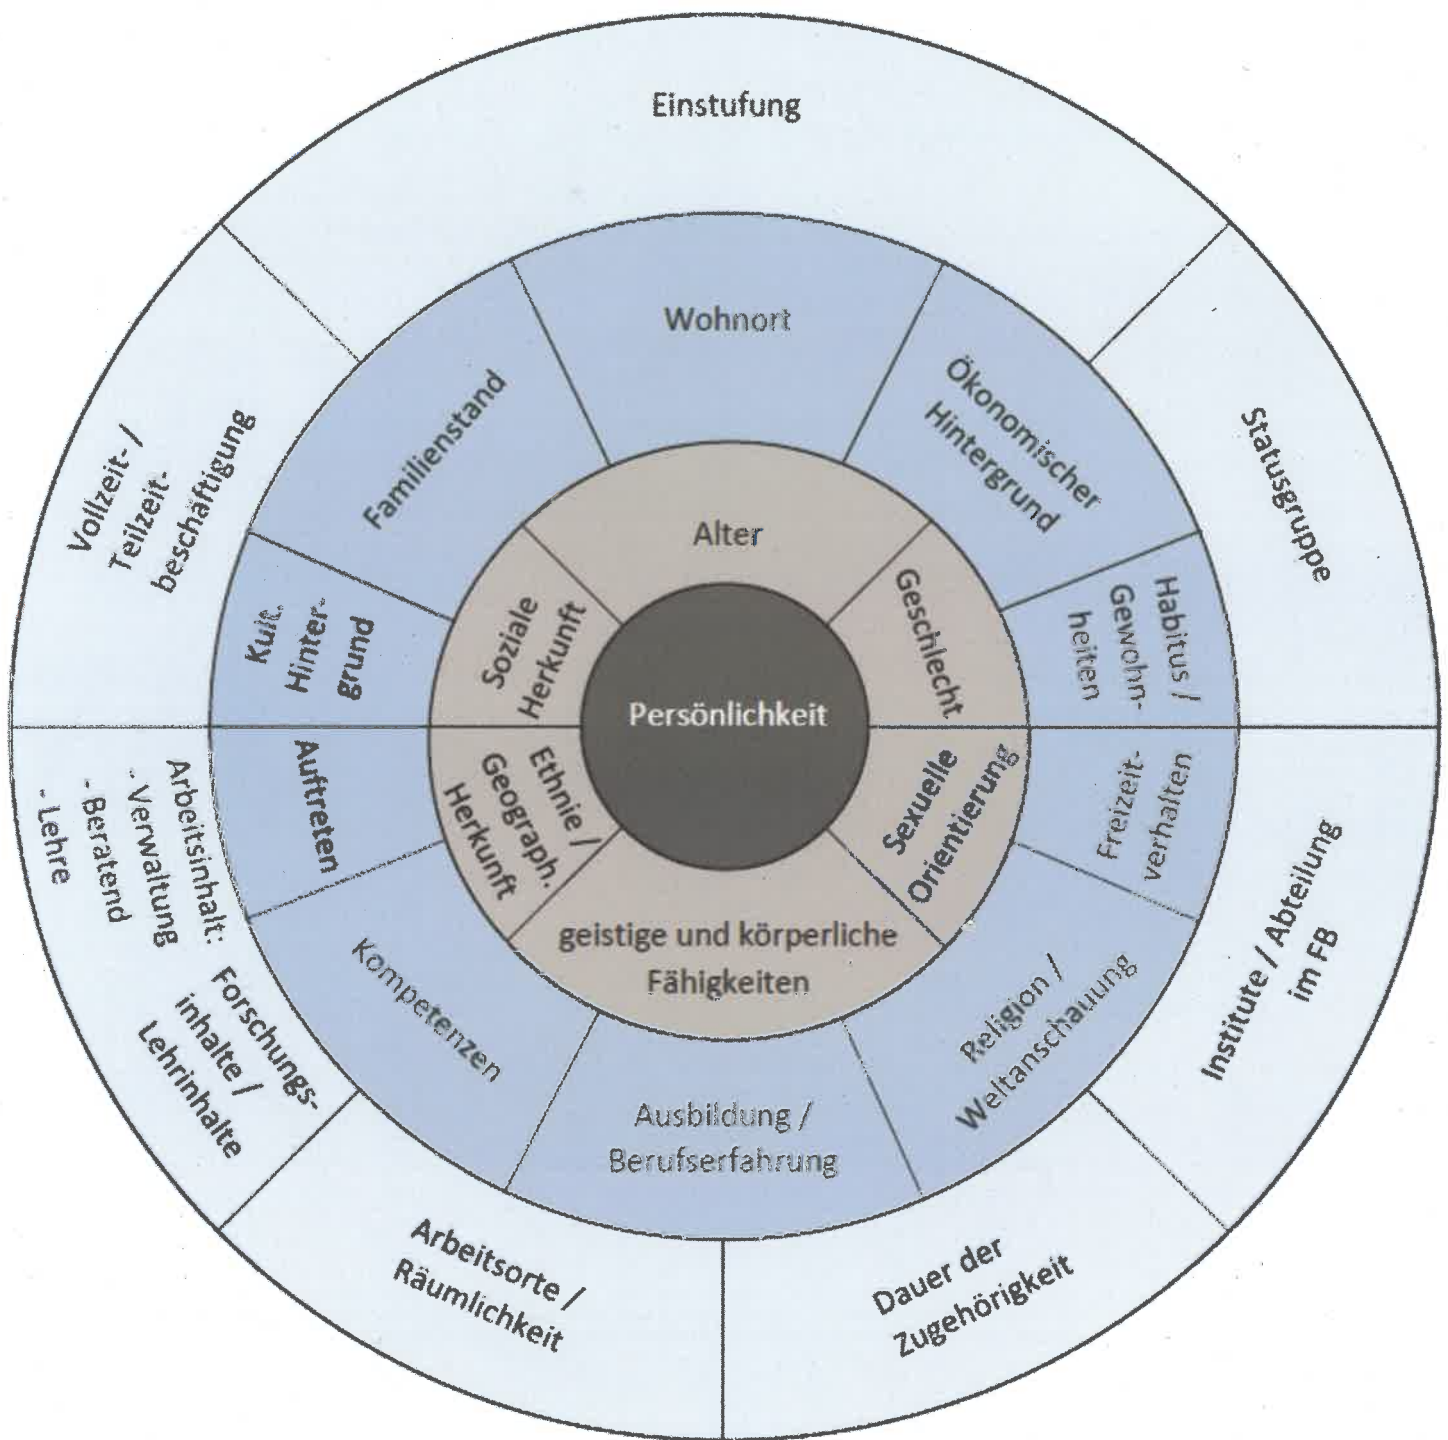 Einstufung
Statusgruppe
Institute / Abteilung
im FB
Dauer der
Zugehörigkeit
Arbeitsorte /
Räumlichkeit
Arbeitsinhalt:
- Verwaltung
- Beratend
- Lehre
Forschungs-
inhalte /
Lehrinhalte
Vollzeit- /
Teilzeit-
beschäftigung
Wohnort
Ökonomischer
Hintergrund
Habitus /
Gewohn-
heiten
Freizeit-
verhalten
Religion /
Weltanschauung
Ausbildung /
Berufserfahrung
Kompetenzen
Auftreten
Kult.
Hinter-
grund
Familienstand
Alter
Geschlecht
Sexuelle
Orientierung
geistige und körperliche
Fähigkeiten
Ethnie /
Geograph.
Herkunft
Soziale
Herkunft
Persönlichkeit